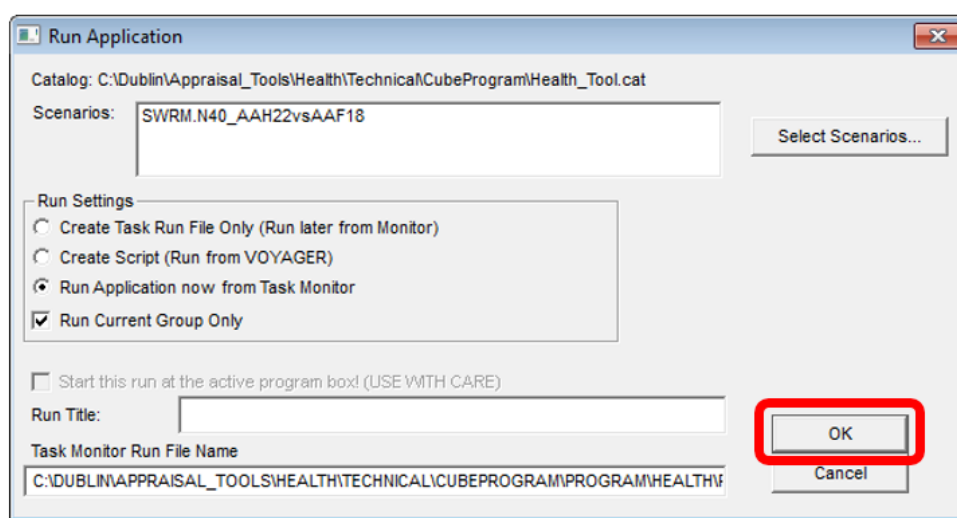 Run Application
Catalog: C:\Dublin\Appraisal_Tools\Health\Technical\CubeProgram\Health_Tool.cat
Scenarios:
SWRM.N40_AAH22vsAAF18
Select Scenarios...
Run Settings
Create Task Run File Only (Run later from Monitor)
Create Script (Run from VOYAGER)
Run Application now from Task Monitor
Run Current Group Only
Start this run at the active program box! (USE WITH CARE)
Run Title:
OK
Task Monitor Run File Name
Cancel
C:\DUBLIN\APPRAISAL_TOOLS\HEALTH\TECHNICAL\CUBEPROGRAM\PROGRAM\HEALTH\